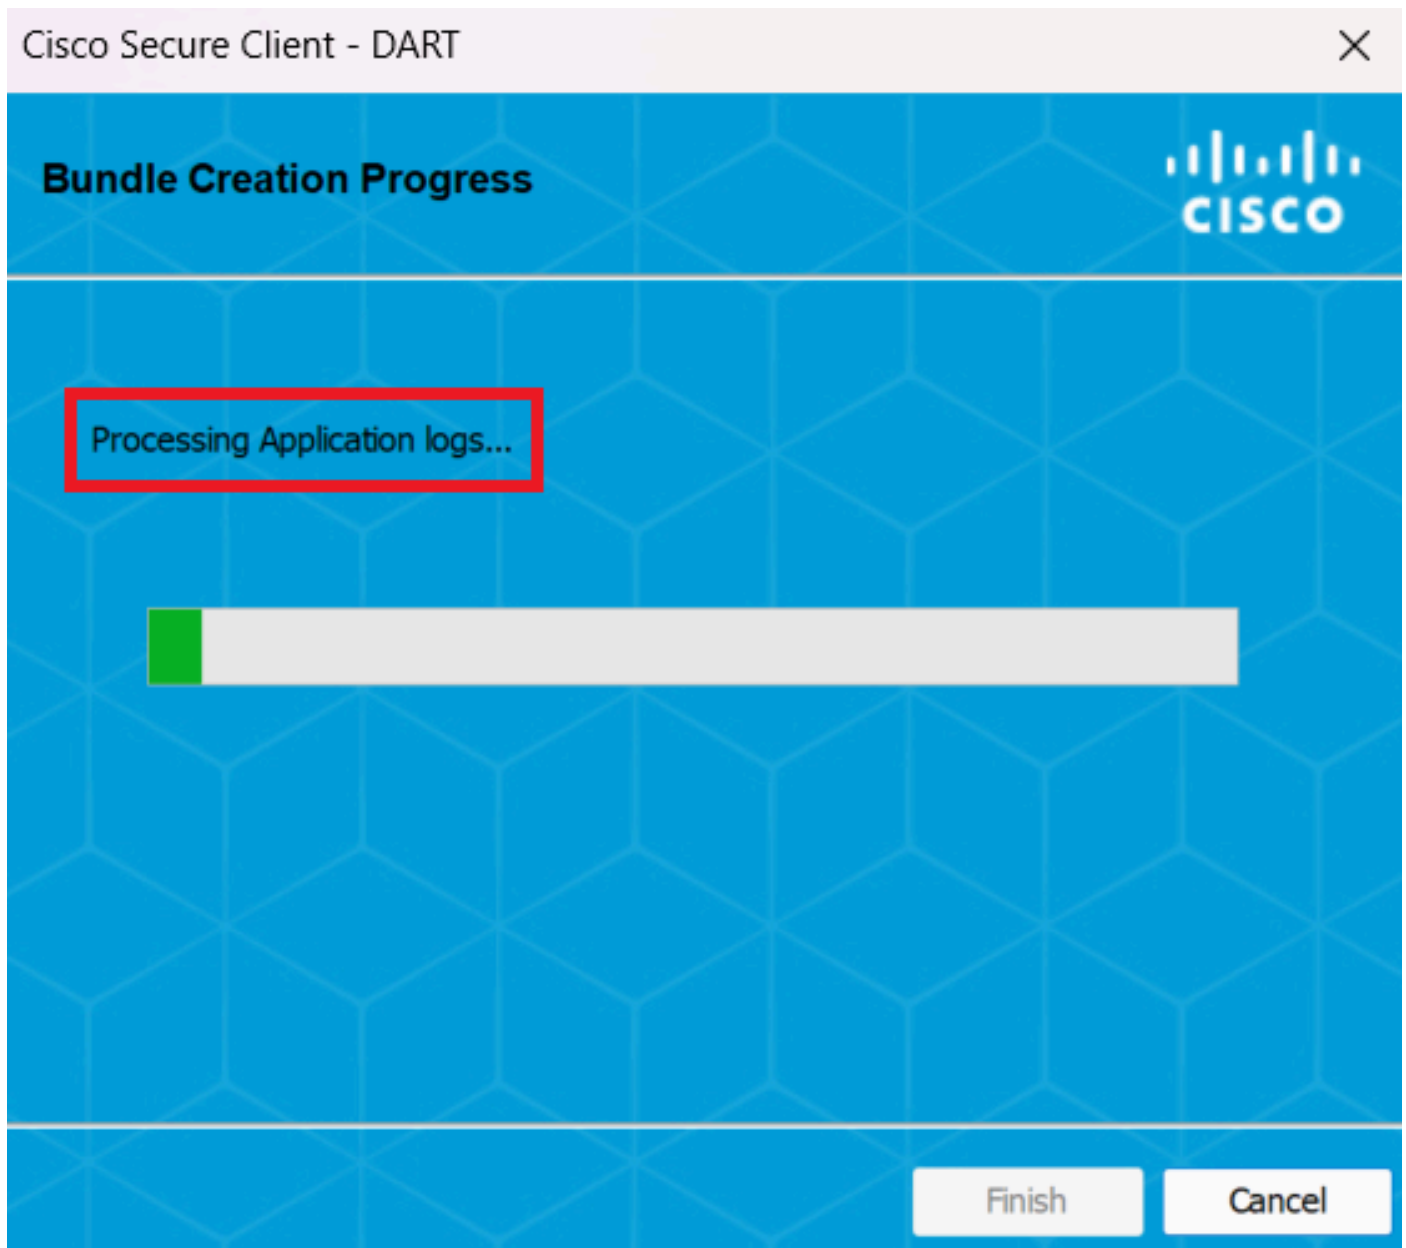 Cisco Secure Client - DART
Bundle Creation Progress
CISCO
Processing Application logs...
Finish
Cancel